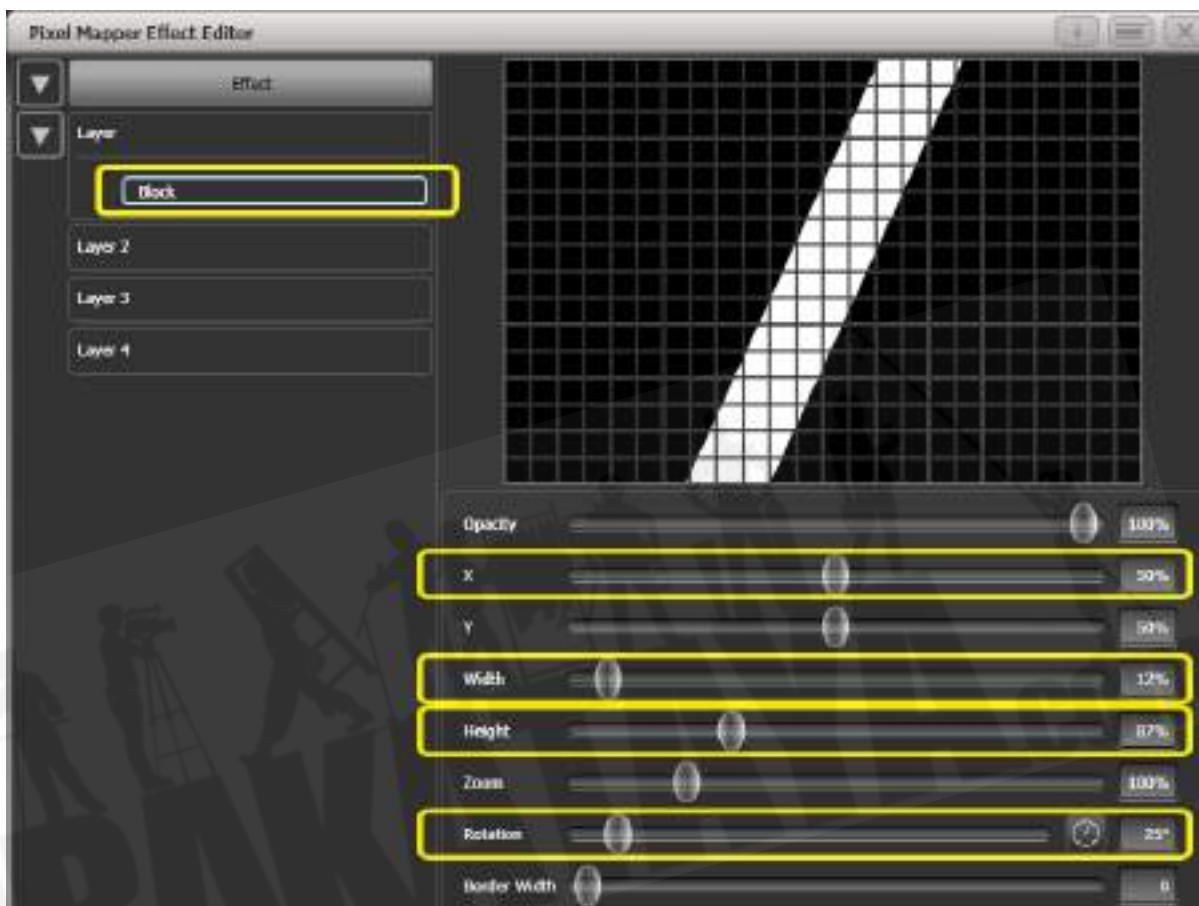 Pixel Mapper Effect Editor
Effect
Layer
Block
Layer 2
Layer 3
Layer 4
Opacity 100%
X 50%
Y 50%
Width 12%
Height 87%
Zoom 100%
Rotation 25°
Border Width 0